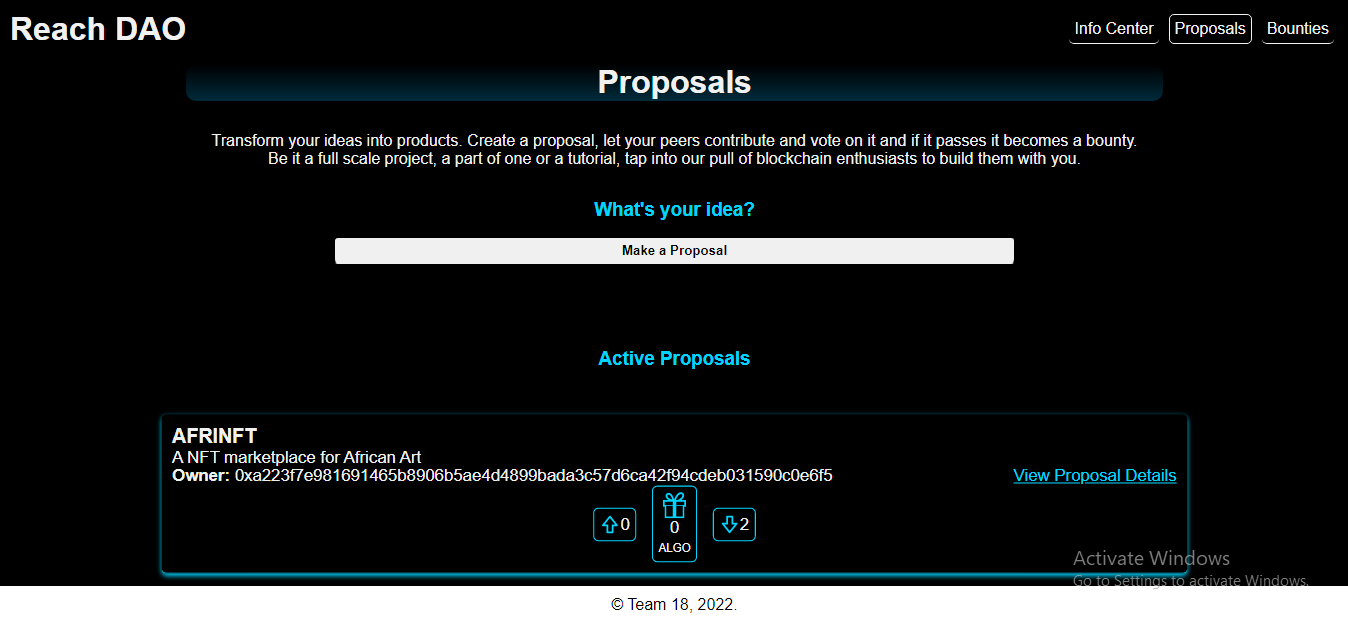 Reach DAO
Info Center
Proposals
Bounties
Proposals
Transform your ideas into products. Create a proposal, let your peers contribute and vote on it and if it passes it becomes a bounty.
Be it a full scale project, a part of one or a tutorial, tap into our pull of blockchain enthusiasts to build them with you.
What's your idea?
Make a Proposal
Active Proposals
AFRINFT
A NFT marketplace for African Art
Owner: 0xa223f7e981691465b8906b5ae4d4899bada3c57d6ca42f94cdeb031590c0e6f5
View Proposal Details
0
0
ALGO
2
Activate Windows
Go to Settings to activate Windows.
© Team 18, 2022.